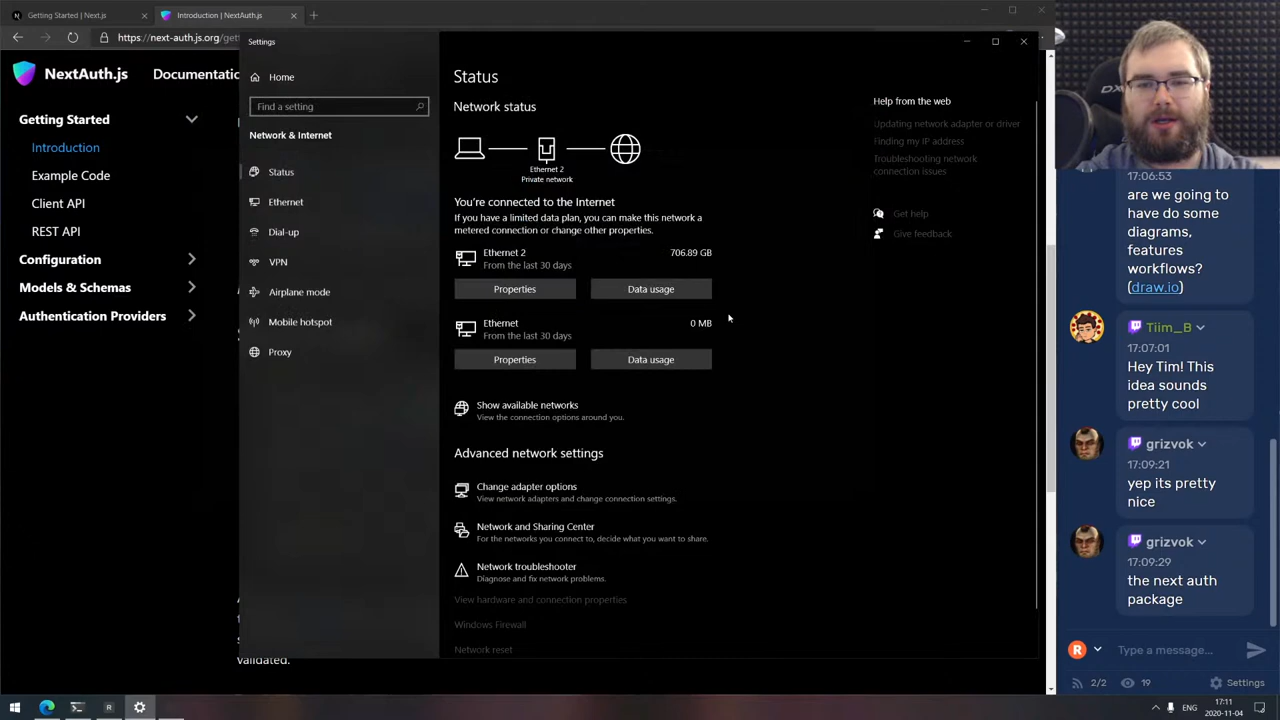 Getting Started | Next.js
Introduction | NextAuth.js
https://next-auth.js.org/get
NextAuth.js
Documentatic
Getting Started
Introduction
Example Code
Client API
REST API
Configuration
Models & Schemas
Authentication Providers
validated.
Settings
Home
Find a setting
Network & Internet
Status
Ethernet
Dial-up
VPN
Airplane mode
Mobile hotspot
Proxy
Status
Network status
Ethernet 2
Private network
You're connected to the Internet
If you have a limited data plan, you can make this network a
metered connection or change other properties.
Ethernet 2
706.89 GB
From the last 30 days
Properties
Data usage
Ethernet
0 MB
From the last 30 days
Properties
Data usage
Show available networks
View the connection options around you.
Advanced network settings
Change adapter options
View network adapters and change connection settings.
Network and Sharing Center
For the networks you connect to, decide what you want to share.
Network troubleshooter
Diagnose and fix network problems.
View hardware and connection properties
Windows Firewall
Network reset
Help from the web
Updating network adapter or driver
Finding my IP address
Troubleshooting network
connection issues
Get help
Give feedback
DX
17:06:53
are we going to
have do some
diagrams,
features
workflows?
(draw.io)
Tiim_B
17:07:01
Hey Tim! This
idea sounds
pretty cool
grizvok
17:09:21
yep its pretty
nice
grizvok
17:09:29
the next auth
package
R
Type a message...
2/2
19
Settings
R
ENG
17:11
2020-11-04